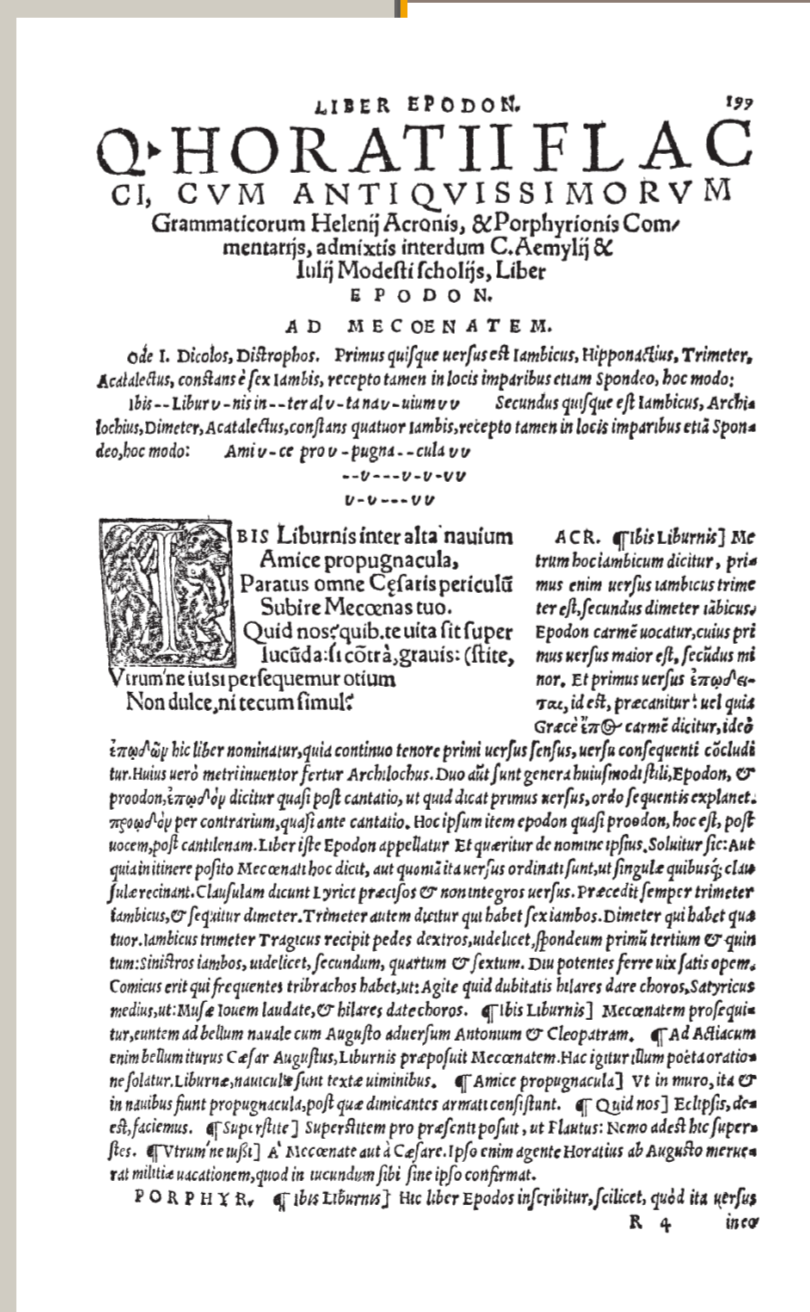 LIBER EPODON. 199
Q▸HORATII FLAC
CI, CVM ANTIQVISSIMORVM
Grammaticorum Helenij Acronis, & Porphyrionis Com/
mentarijs, admixtis interdum C. Aemylij &
Iulij Modesti scholijs, Liber
EPODON.
AD MECOENATEM.
Ode I. Dicolos, Distrophos. Primus quisque uersus est Iambicus, Hipponactius, Trimeter,
Acatalectus, constans è sex Iambis, recepto tamen in locis imparibus etiam Spondeo, hoc modo:
Ibis - - Libur υ - nis in - - ter al υ - ta nau - uium υ υ Secundus quisque est Iambicus, Archi=
lochius, Dimeter, Acatalectus, constans quatuor Iambis, recepto tamen in locis imparibus etiã Spon=
deo, hoc modo: Ami υ - ce pro υ - pugna - - cula υ υ
- - υ - - - υ - υ - υυ
υ - υ - - - υ υ
IBIS Liburnis inter alta nauium
Amice propugnacula,
Paratus omne Cęsaris periculũ
Subire Mecœnas tuo.
Quid nos? quib. te uita sit super
Iucũda: si cõtrà, grauis: (stite,
Vtrum'ne iussi persequemur otium
Non dulce, ni tecum simul?
ACR. ¶Ibis Liburnis] Me
trum hoc iambicum dicitur, pri=
mus enim uersus iambicus trime
ter est, secundus dimeter iãbicus.
Epodon carmẽ uocatur, cuius pri
mus uersus maior est, secũdus mi
nor. Et primus uersus ἐπῳδεῖ-
ται, id est, præcanitur: uel quia
Græcè ἔπος carmẽ dicitur, ideò
ἐπῳδῶν hic liber nominatur, quia continuo tenore primi uersus sensus, uersu consequenti cõcludi
tur. Huius uerò metri inuentor fertur Archilochus. Duo aũt sunt genera huiusmodi stili, Epodon, &
proodon, ἐπῳδὸν dicitur quasi post cantatio, ut quid dicat primus uersus, ordo sequentis explanet.
προῳδὸν per contrarium, quasi ante cantatio. Hoc ipsum item epodon quasi proodon, hoc est, post
uocem, post cantilenam. Liber iste Epodon appellatur Et quæritur de nomine ipsius. Soluitur sic: Aut
quia in itinere posito Mecœnati hoc dicit, aut quoniã ita uersus ordinati sunt, ut singulæ quibusq; clau
sulæ recinant. Clausulam dicunt Lyrici præcisos & non integros uersus. Præcedit semper trimeter
iambicus, & sequitur dimeter. Trimeter autem dicitur qui habet sex iambos. Dimeter qui habet qua
tuor. Iambicus trimeter Tragicus recipit pedes dextros, uidelicet, spondeum primũ tertium & quin
tum: Sinistros iambos, uidelicet, secundum, quartum & sextum. Diu potentes ferre uix satis opem.
Comicus erit qui frequentes tribrachos habet, ut: Agite quid dubitatis hilares dare choros, Satyricus
medius, ut: Musæ Iouem laudate, & hilares date choros. ¶Ibis Liburnis] Mecœnatem prosequi=
tur, euntem ad bellum nauale cum Augusto aduersum Antonium & Cleopatram. ¶Ad Actiacum
enim bellum iturus Cæsar Augustus, Liburnis præposuit Mecœnatem. Hac igitur illum poëta oratio=
ne solatur. Liburnæ, nauiculæ sunt textæ uiminibus. ¶Amice propugnacula] Vt in muro, ita &
in nauibus fiunt propugnacula, post quæ dimicantes armati consistunt. ¶Quid nos] Eclipsis, de=
est, faciemus. ¶Superstite] Superstitem pro præsenti posuit, ut Plautus: Nemo adest hic super=
stes. ¶Vtrum'ne iussi] A' Mecœnate aut à Cæsare. Ipso enim agente Horatius ab Augusto merue=
rat militiæ uacationem, quod in iucundum sibi sine ipso confirmat.
PORPHYR. ¶Ibis Liburnis] Hic liber Epodos inscribitur, scilicet, quòd ita uersus
R 4 in eo